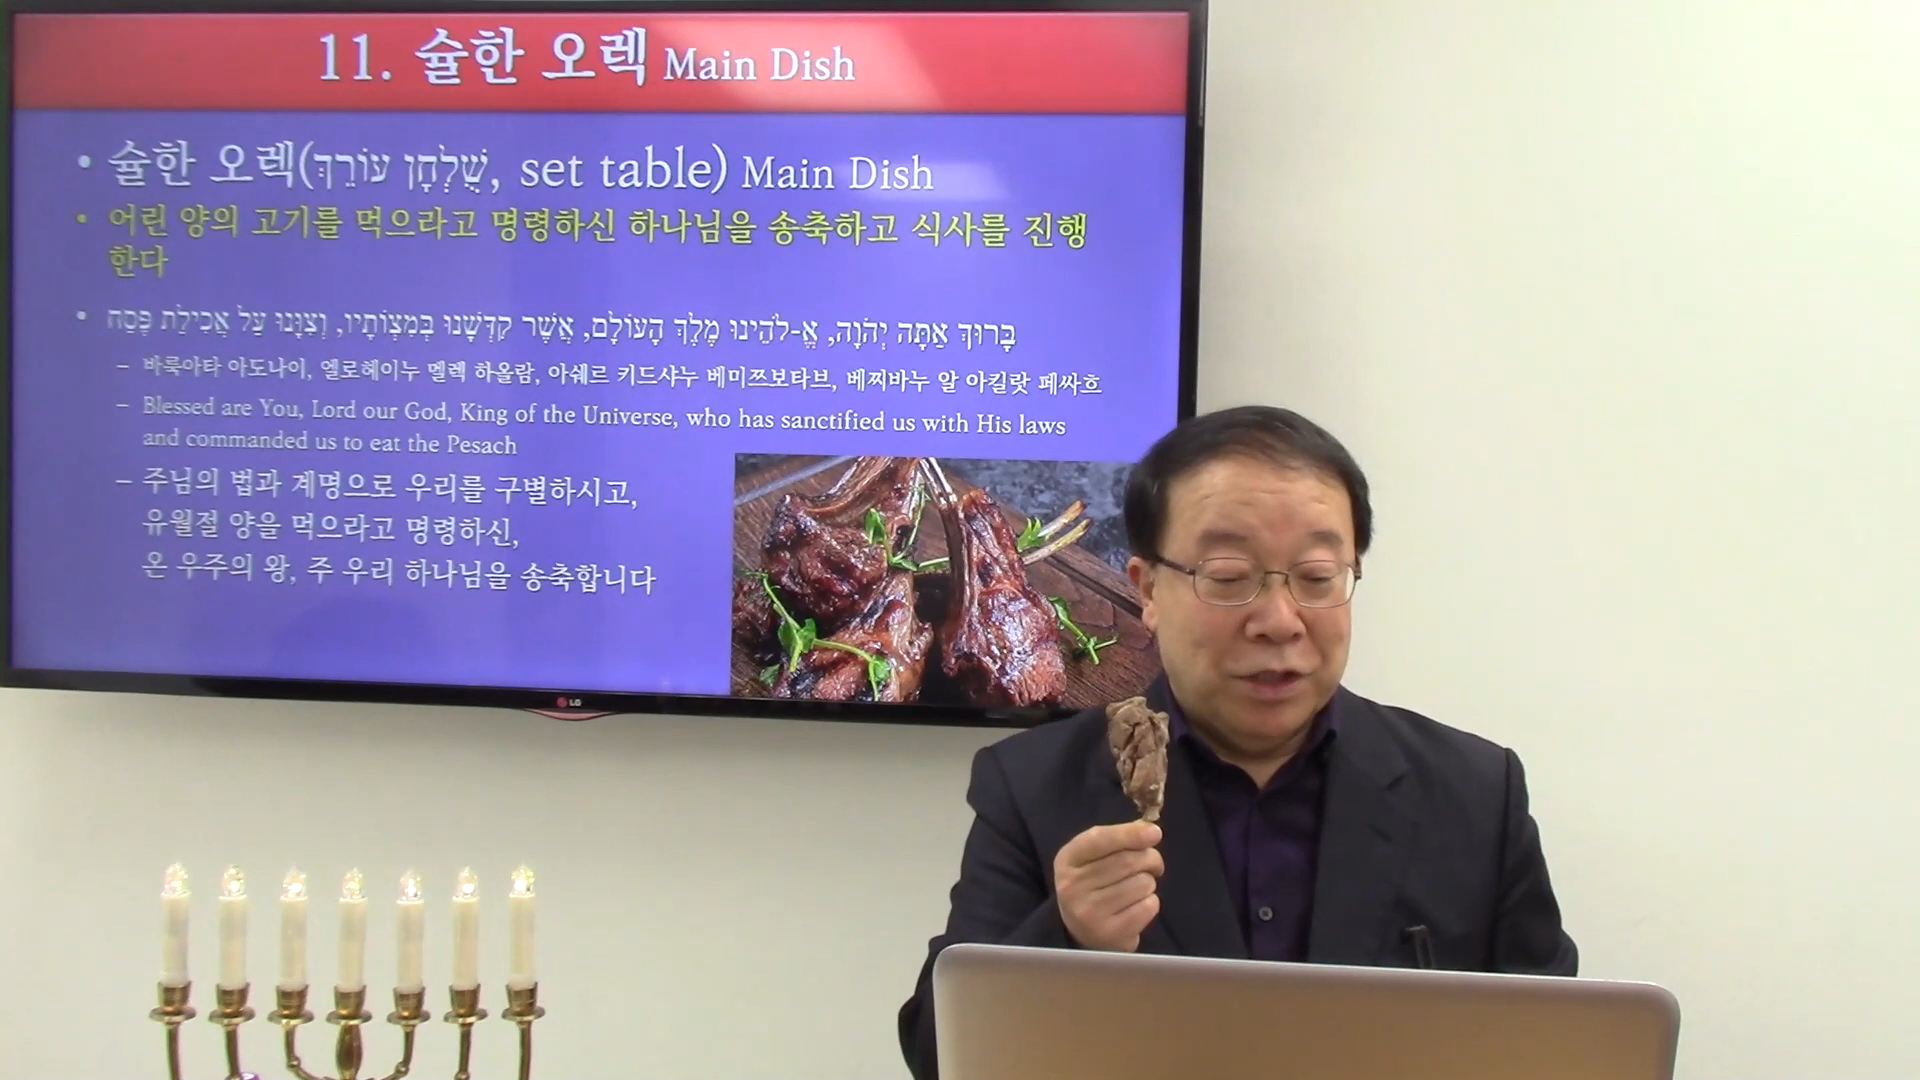 11. 슐한 오렉 Main Dish
• 슐한 오렉(שֻׁלְחָן עוֹרֵךְ, set table) Main Dish
• 어린 양의 고기를 먹으라고 명령하신 하나님을 송축하고 식사를 진행
한다
• בָּרוּךְ אַתָּה יְהֹוָה, אֱ-לֹהֵינוּ מֶלֶךְ הָעוֹלָם, אֲשֶׁר קִדְּשָׁנוּ בְּמִצְוֹתָיו, וְצִוָּנוּ עַל אֲכִילַת פֶּסַח
–바룩아타 아도나이, 엘로헤이누 멜렉 하올람, 아쉐르 키드샤누 베미쯔보타브, 베찌바누 알 아킬랏 페싸흐
– Blessed are You, Lord our God, King of the Universe, who has sanctified us with His laws
and commanded us to eat the Pesach
– 주님의 법과 계명으로 우리를 구별하시고,
유월절 양을 먹으라고 명령하신,
온 우주의 왕, 주 우리 하나님을 송축합니다
LG